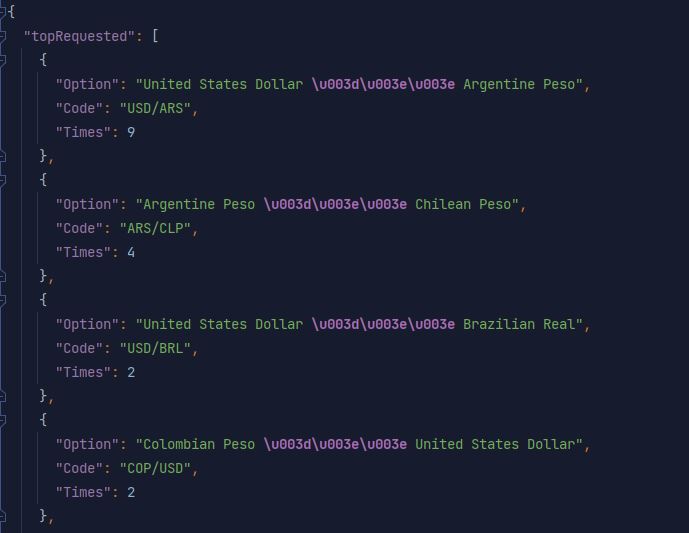 {
"topRequested": [
{
"Option": "United States Dollar \u003d\u003e\u003e Argentine Peso",
"Code": "USD/ARS",
"Times": 9
},
{
"Option": "Argentine Peso \u003d\u003e\u003e Chilean Peso",
"Code": "ARS/CLP",
"Times": 4
},
{
"Option": "United States Dollar \u003d\u003e\u003e Brazilian Real",
"Code": "USD/BRL",
"Times": 2
},
{
"Option": "Colombian Peso \u003d\u003e\u003e United States Dollar",
"Code": "COP/USD",
"Times": 2
},